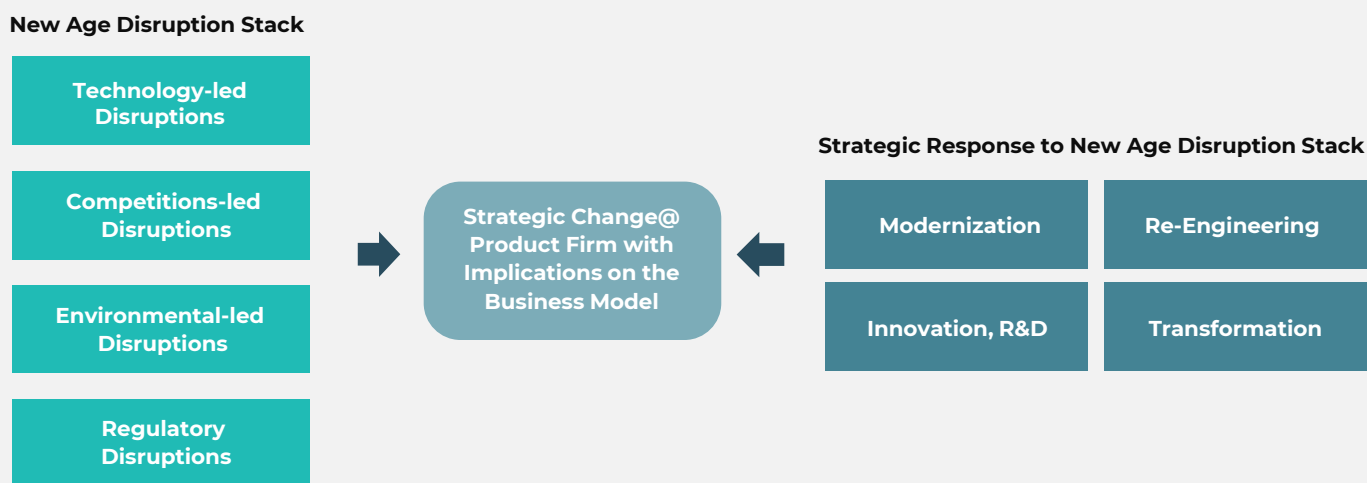 New Age Disruption Stack
Technology-led
Disruptions
Competitions-led
Disruptions
Environmental-led
Disruptions
Regulatory
Disruptions
Strategic Change@
Product Firm with
Implications on the
Business Model
Strategic Response to New Age Disruption Stack
Modernization
Re-Engineering
Innovation, R&D
Transformation